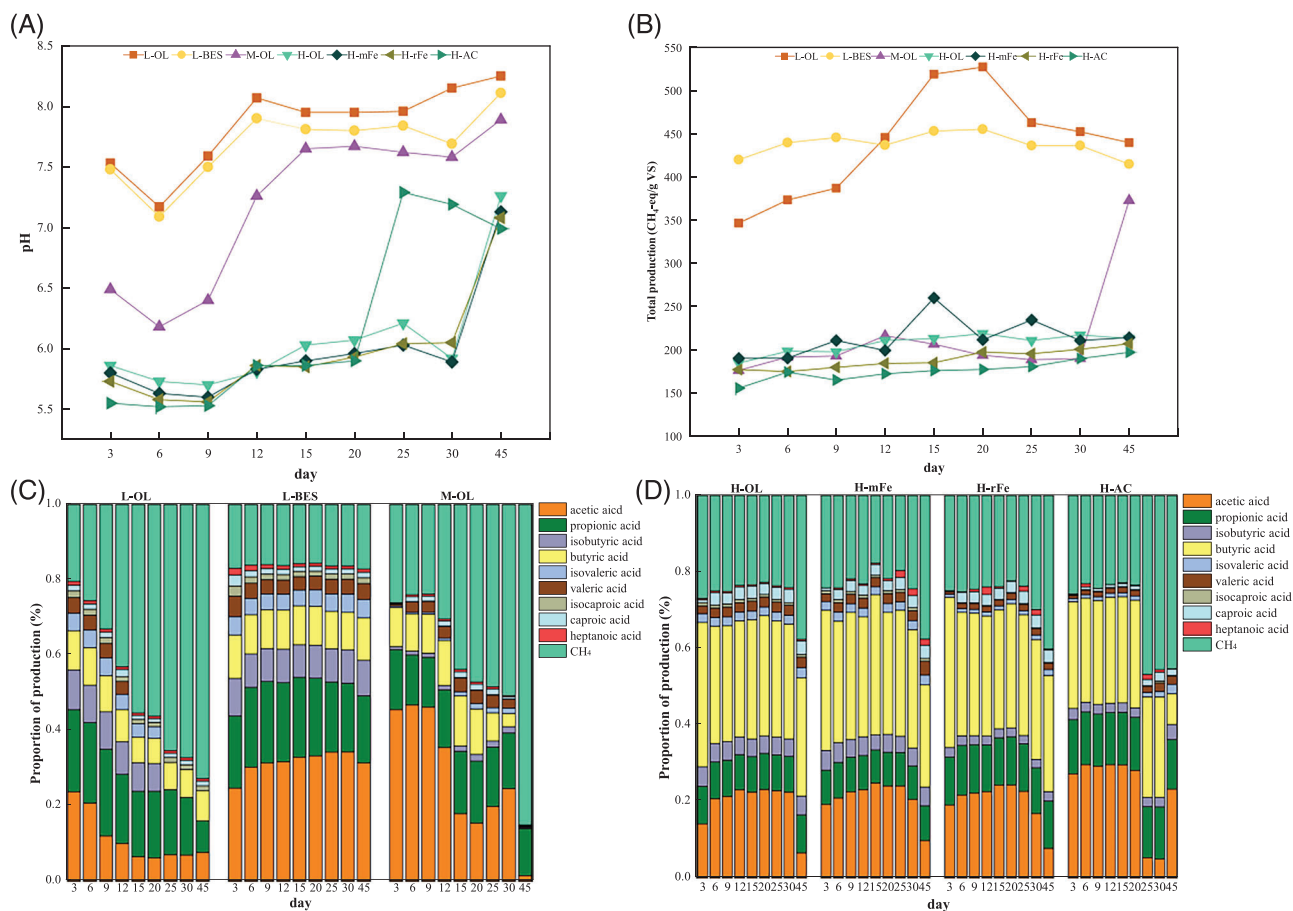 (A)
8.5
8.0
7.5
7.0
6.5
6.0
5.5
pH
L-OL L-BES M-OL H-OL H-mFe H-rFe H-AC
3 6 9 12 15 20 25 30 45
day
(B)
550
500
450
400
350
300
250
200
150
100
Total production (CH₄-eq/g VS)
L-OL L-BES M-OL H-OL H-mFe H-rFe H-AC
3 6 9 12 15 20 25 30 45
day
(C)
L-OL L-BES M-OL
1.0
0.8
0.6
0.4
0.2
0.0
Proportion of production (%)
3 6 9 12 15 20 25 30 45 3 6 9 12 15 20 25 30 45 3 6 9 12 15 20 25 30 45
day
acetic aicd
propionic acid
isobutyric acid
butyric acid
isovaleric acid
valeric acid
isocaproic acid
caproic acid
heptanoic acid
CH₄
(D)
H-OL H-mFe H-rFe H-AC
1.0
0.8
0.6
0.4
0.2
0.0
Proportion of production (%)
3 6 9 121520253045 3 6 9 121520253045 3 6 9 121520253045 3 6 9 121520253045
day
acetic aicd
propionic acid
isobutyric acid
butyric acid
isovaleric acid
valeric acid
isocaproic acid
caproic acid
heptanoic acid
CH₄